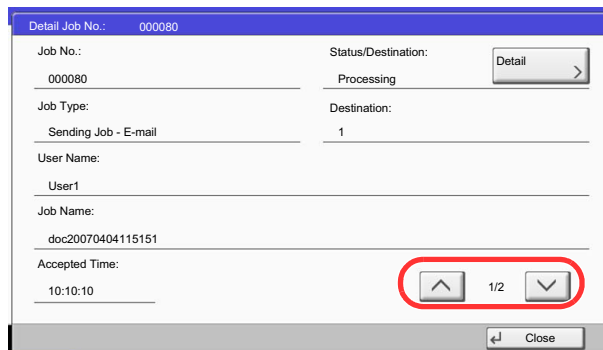 Detail Job No.: 000080
Job No.:
000080
Status/Destination:
Processing
Detail
Job Type:
Sending Job - E-mail
Destination:
1
User Name:
User1
Job Name:
doc20070404115151
Accepted Time:
10:10:10
1/2
Close